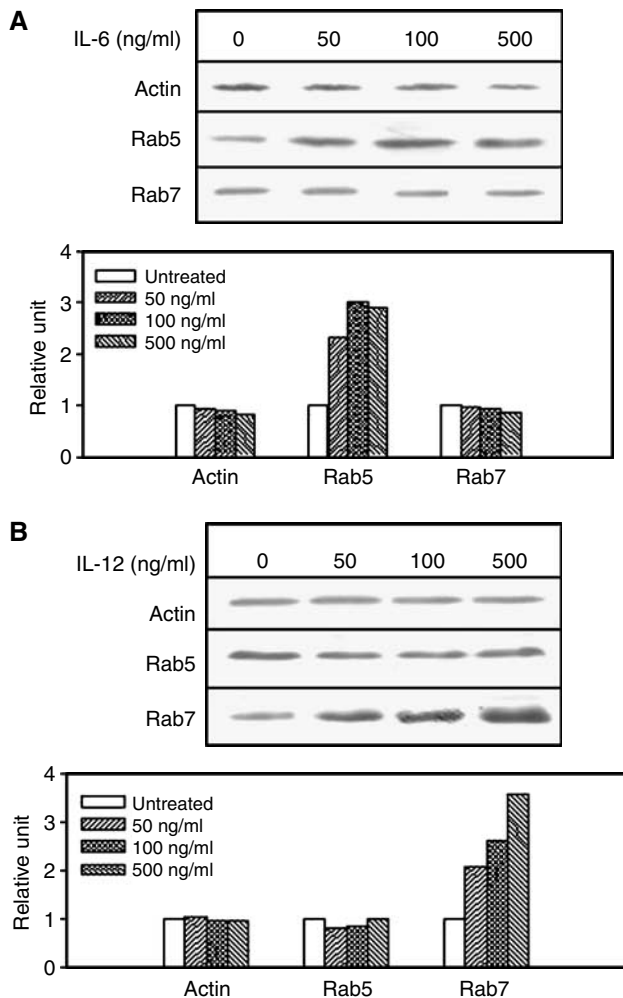 A
IL-6 (ng/ml) 0 50 100 500
Actin
Rab5
Rab7
4
3
2
1
0
Relative unit
Untreated
50 ng/ml
100 ng/ml
500 ng/ml
Actin Rab5 Rab7
B
IL-12 (ng/ml) 0 50 100 500
Actin
Rab5
Rab7
4
3
2
1
0
Relative unit
Untreated
50 ng/ml
100 ng/ml
500 ng/ml
Actin Rab5 Rab7